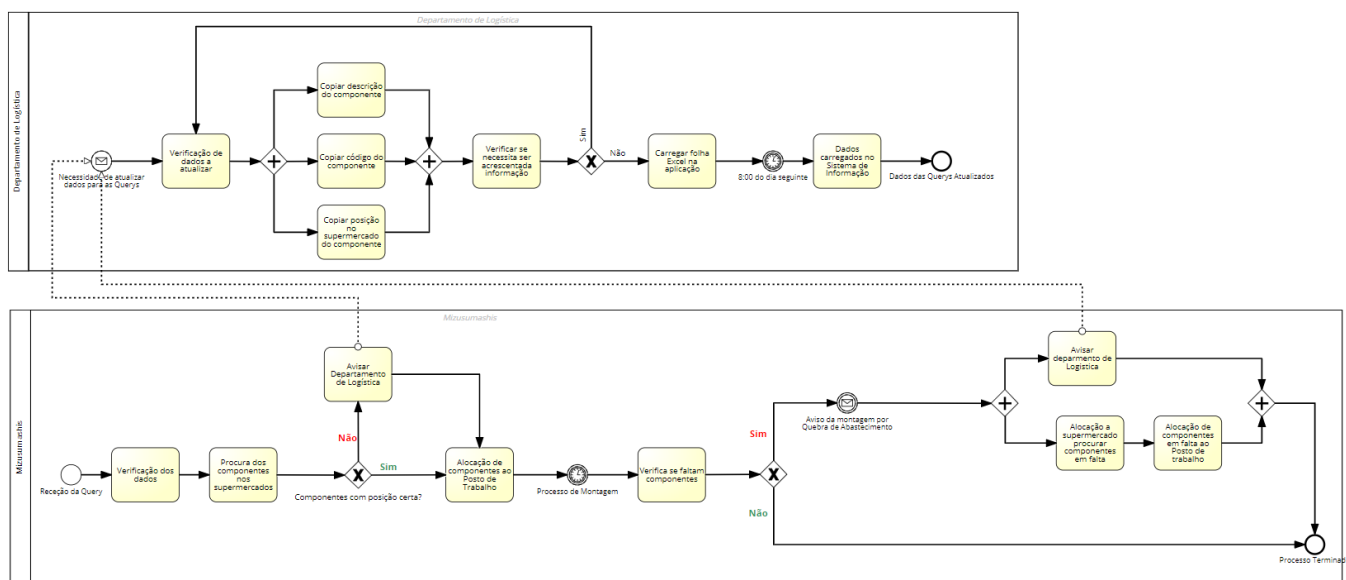 Departamento de Logística
Departamento de Logística
Copiar descrição
do componente
Sim
Verificação de
dados a
atualizar
Copiar código do
componente
Verificar se
necessita ser
acrescentada
informação
Não
Carregar folha
Excel na
aplicação
Dados
carregados no
Sistema de
Informação
Necessidade de atualizar
dados para as Querys
8:00 do dia seguinte
Dados das Querys Atualizados
Copiar posição
no
supermercado
do componente
Mizusumashis
Mizusumashis
Avisar
Departamento
de Logística
Avisar
deparmento de
Logística
Aviso da montagem por
Quebra de Abastecimento
Não
Sim
Alocação a
supermercado
procurar
componentes
em falta
Alocação de
componentes
em falta ao
Posto de
trabalho
Verificação dos
dados
Procura dos
componentes
nos
supermercados
Sim
Alocação de
componentes ao
Posto de
Trabalho
Verifica se faltam
componentes
Receção da Query
Componentes com posição certa?
Processo de Montagem
Não
Processo Terminad